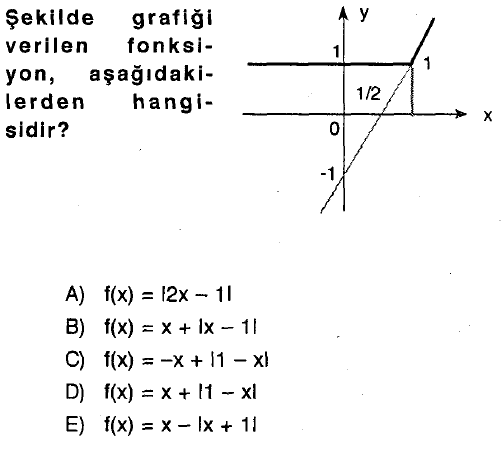 Şekilde grafiği
verilen fonksi-
yon, aşağıdaki-
lerden hangi-
sidir?
y
1
1
1/2
x
0
-1
A) f(x) = |2x – 1|
B) f(x) = x + |x – 1|
C) f(x) = –x + |1 – x|
D) f(x) = x + |1 – x|
E) f(x) = x – |x + 1|